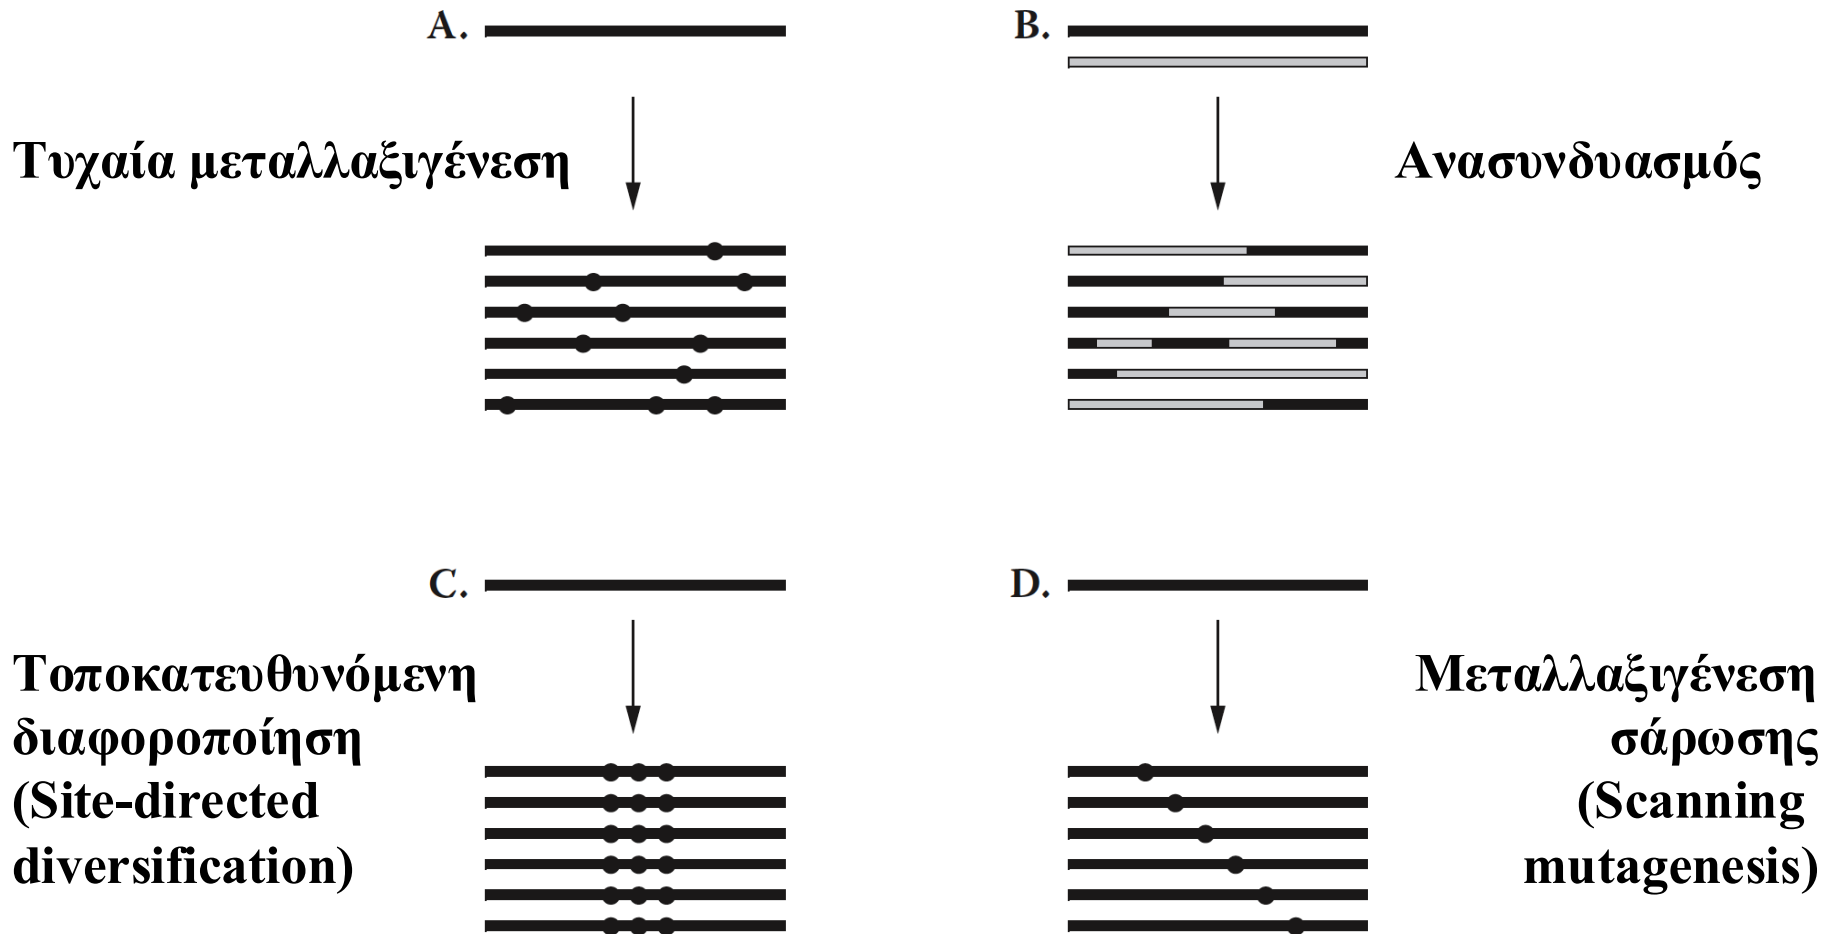 A.
B.
Τυχαία μεταλλαξιγένεση
Ανασυνδυασμός
C.
D.
Τοποκατευθυνόμενη
διαφοροποίηση
(Site-directed
diversification)
Μεταλλαξιγένεση
σάρωσης
(Scanning
mutagenesis)